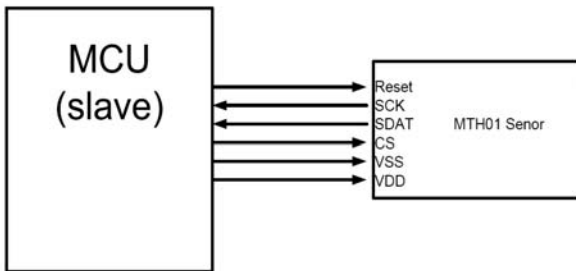 MCU
(slave)
Reset
SCK
SDAT
CS
VSS
VDD
MTH01 Senor